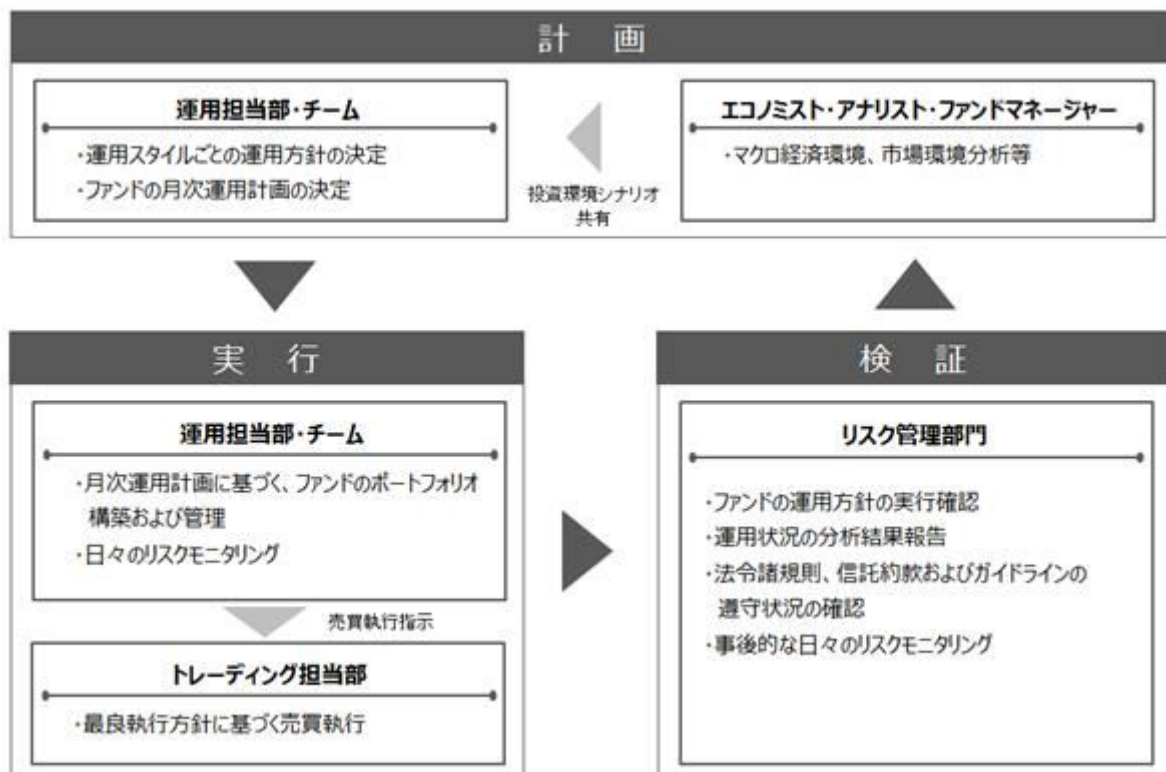 計 画
運用担当部・チーム
・運用スタイルごとの運用方針の決定
・ファンドの月次運用計画の決定
投資環境シナリオ
共有
エコノミスト・アナリスト・ファンドマネージャー
・マクロ経済環境、市場環境分析等
実 行
運用担当部・チーム
・月次運用計画に基づく、ファンドのポートフォリオ
構築および管理
・日々のリスクモニタリング
売買執行指示
トレーディング担当部
・最良執行方針に基づく売買執行
検 証
リスク管理部門
・ファンドの運用方針の実行確認
・運用状況の分析結果報告
・法令諸規則、信託約款およびガイドラインの
遵守状況の確認
・事後的な日々のリスクモニタリング